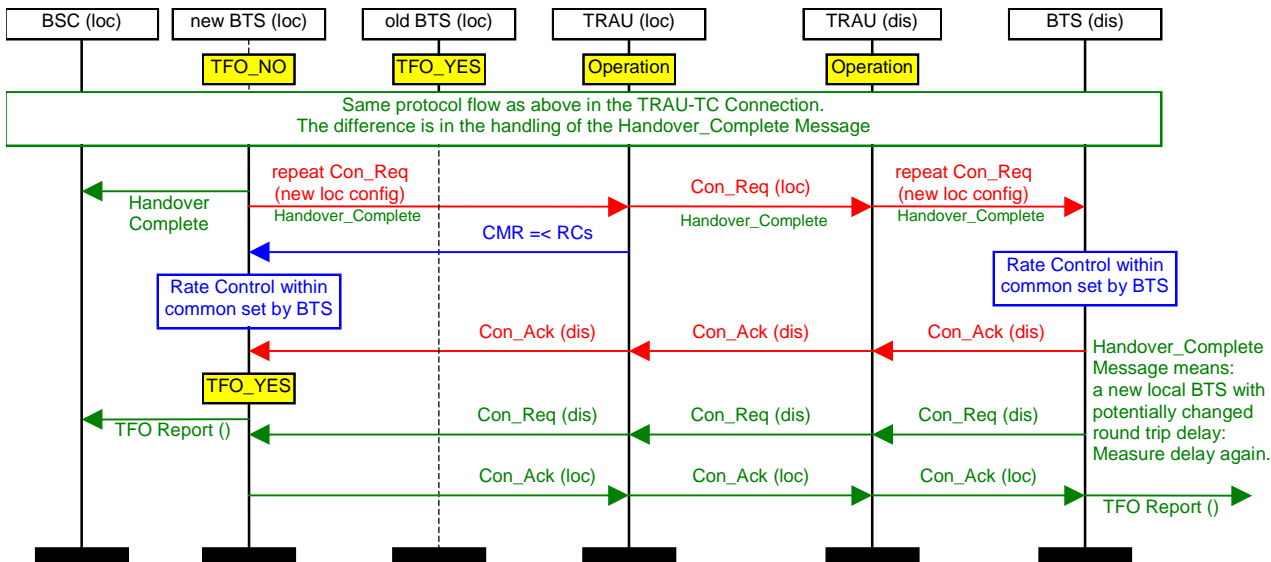 BSC (loc)
new BTS (loc)
old BTS (loc)
TRAU (loc)
TRAU (dis)
BTS (dis)
TFO_NO
TFO_YES
Operation
Operation
Same protocol flow as above in the TRAU-TC Connection.
The difference is in the handling of the Handover_Complete Message
Handover
Complete
repeat Con_Req
(new loc config)
Handover_Complete
Con_Req (loc)
Handover_Complete
repeat Con_Req
(new loc config)
Handover_Complete
CMR =< RCs
Rate Control within
common set by BTS
Rate Control within
common set by BTS
Con_Ack (dis)
Con_Ack (dis)
Con_Ack (dis)
Handover_Complete
Message means:
a new local BTS with
potentially changed
round trip delay:
Measure delay again.
TFO_YES
TFO Report ()
Con_Req (dis)
Con_Req (dis)
Con_Req (dis)
Con_Ack (loc)
Con_Ack (loc)
Con_Ack (loc)
TFO Report ()